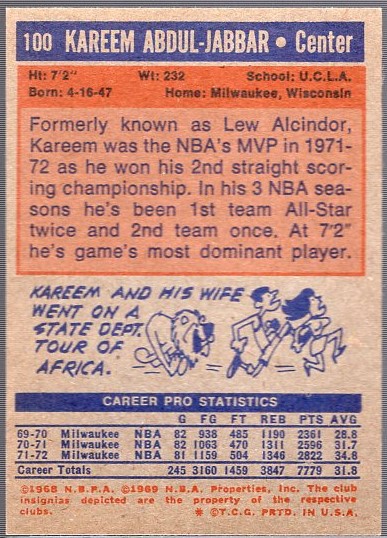 100 KAREEM ABDUL-JABBAR • Center
Ht: 7'2" Wt: 232 School: U.C.L.A.
Born: 4-16-47 Home: Milwaukee, Wisconsin
Formerly known as Lew Alcindor,
Kareem was the NBA's MVP in 1971-
72 as he won his 2nd straight scor-
ing championship. In his 3 NBA sea-
sons he's been 1st team All-Star
twice and 2nd team once. At 7'2"
he's game's most dominant player.
KAREEM AND HIS WIFE
WENT ON A
STATE DEPT.
TOUR OF
AFRICA.
CAREER PRO STATISTICS
G FG FT REB PTS AVG
69-70 Milwaukee NBA 82 938 485 1190 2361 28.8
70-71 Milwaukee NBA 82 1063 470 1311 2596 31.7
71-72 Milwaukee NBA 81 1159 504 1346 2822 34.8
Career Totals 245 3160 1459 3847 7779 31.8
©1968 N.B.P.A. ©1969 N.B.A. Properties, Inc. The club
insignias depicted are the property of the respective
clubs. * ©T.C.G. PRTD. IN U.S.A.